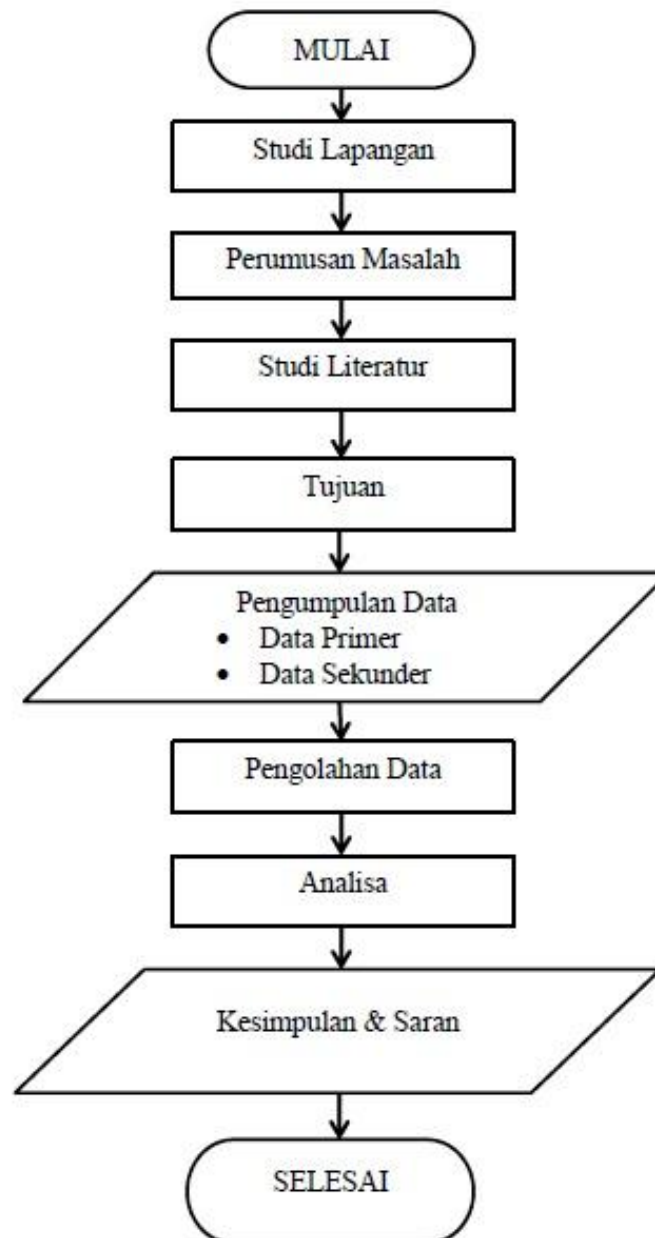 MULAI
Studi Lapangan
Perumusan Masalah
Studi Literatur
Tujuan
Pengumpulan Data
• Data Primer
• Data Sekunder
Pengolahan Data
Analisa
Kesimpulan & Saran
SELESAI